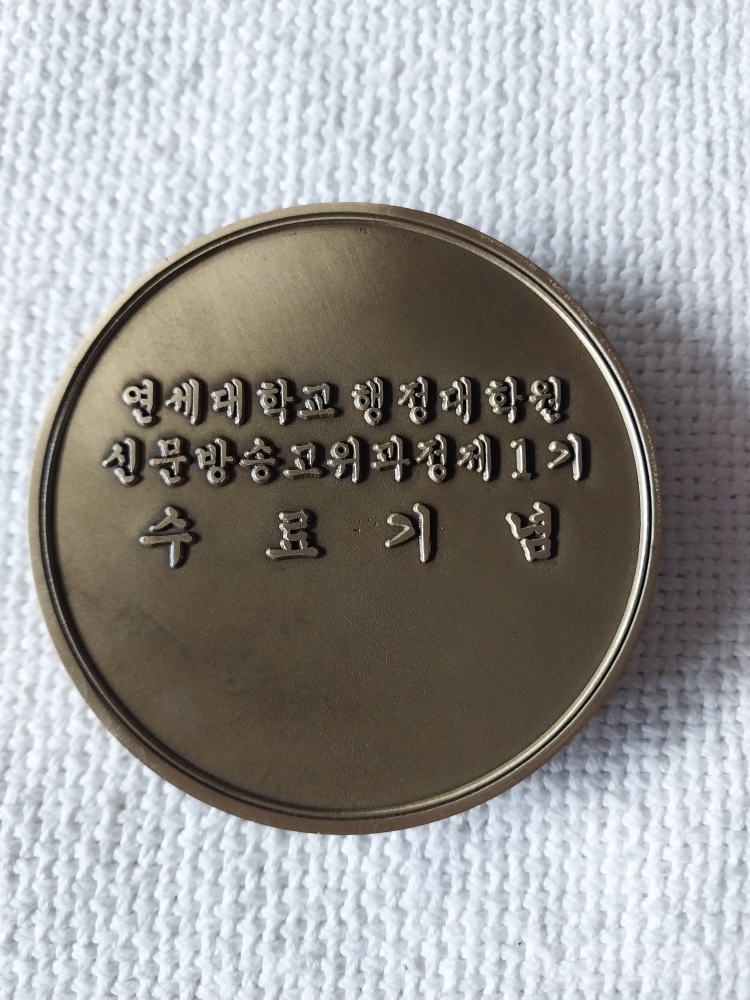 연세대학교 행정대학원
신문방송고위과정제1기
수료기념